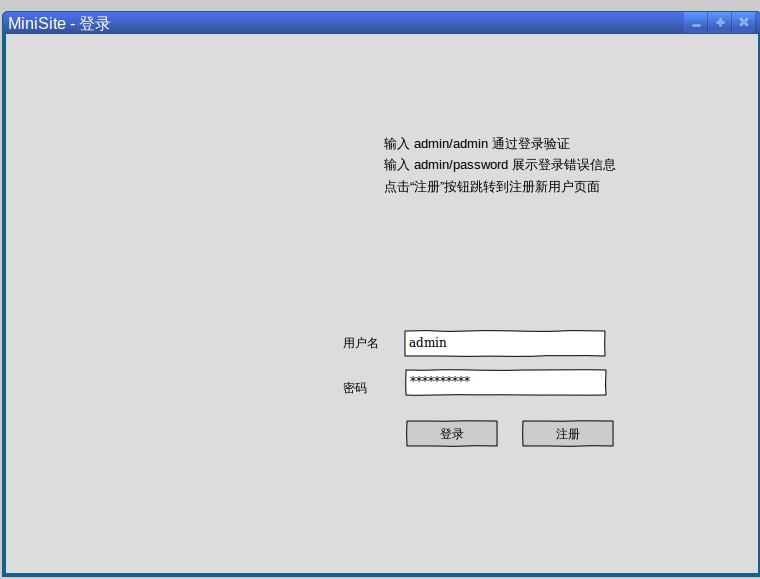 MiniSite - 登录
输入 admin/admin 通过登录验证
输入 admin/password 展示登录错误信息
点击“注册”按钮跳转到注册新用户页面
用户名 admin
密码 **********
登录 注册